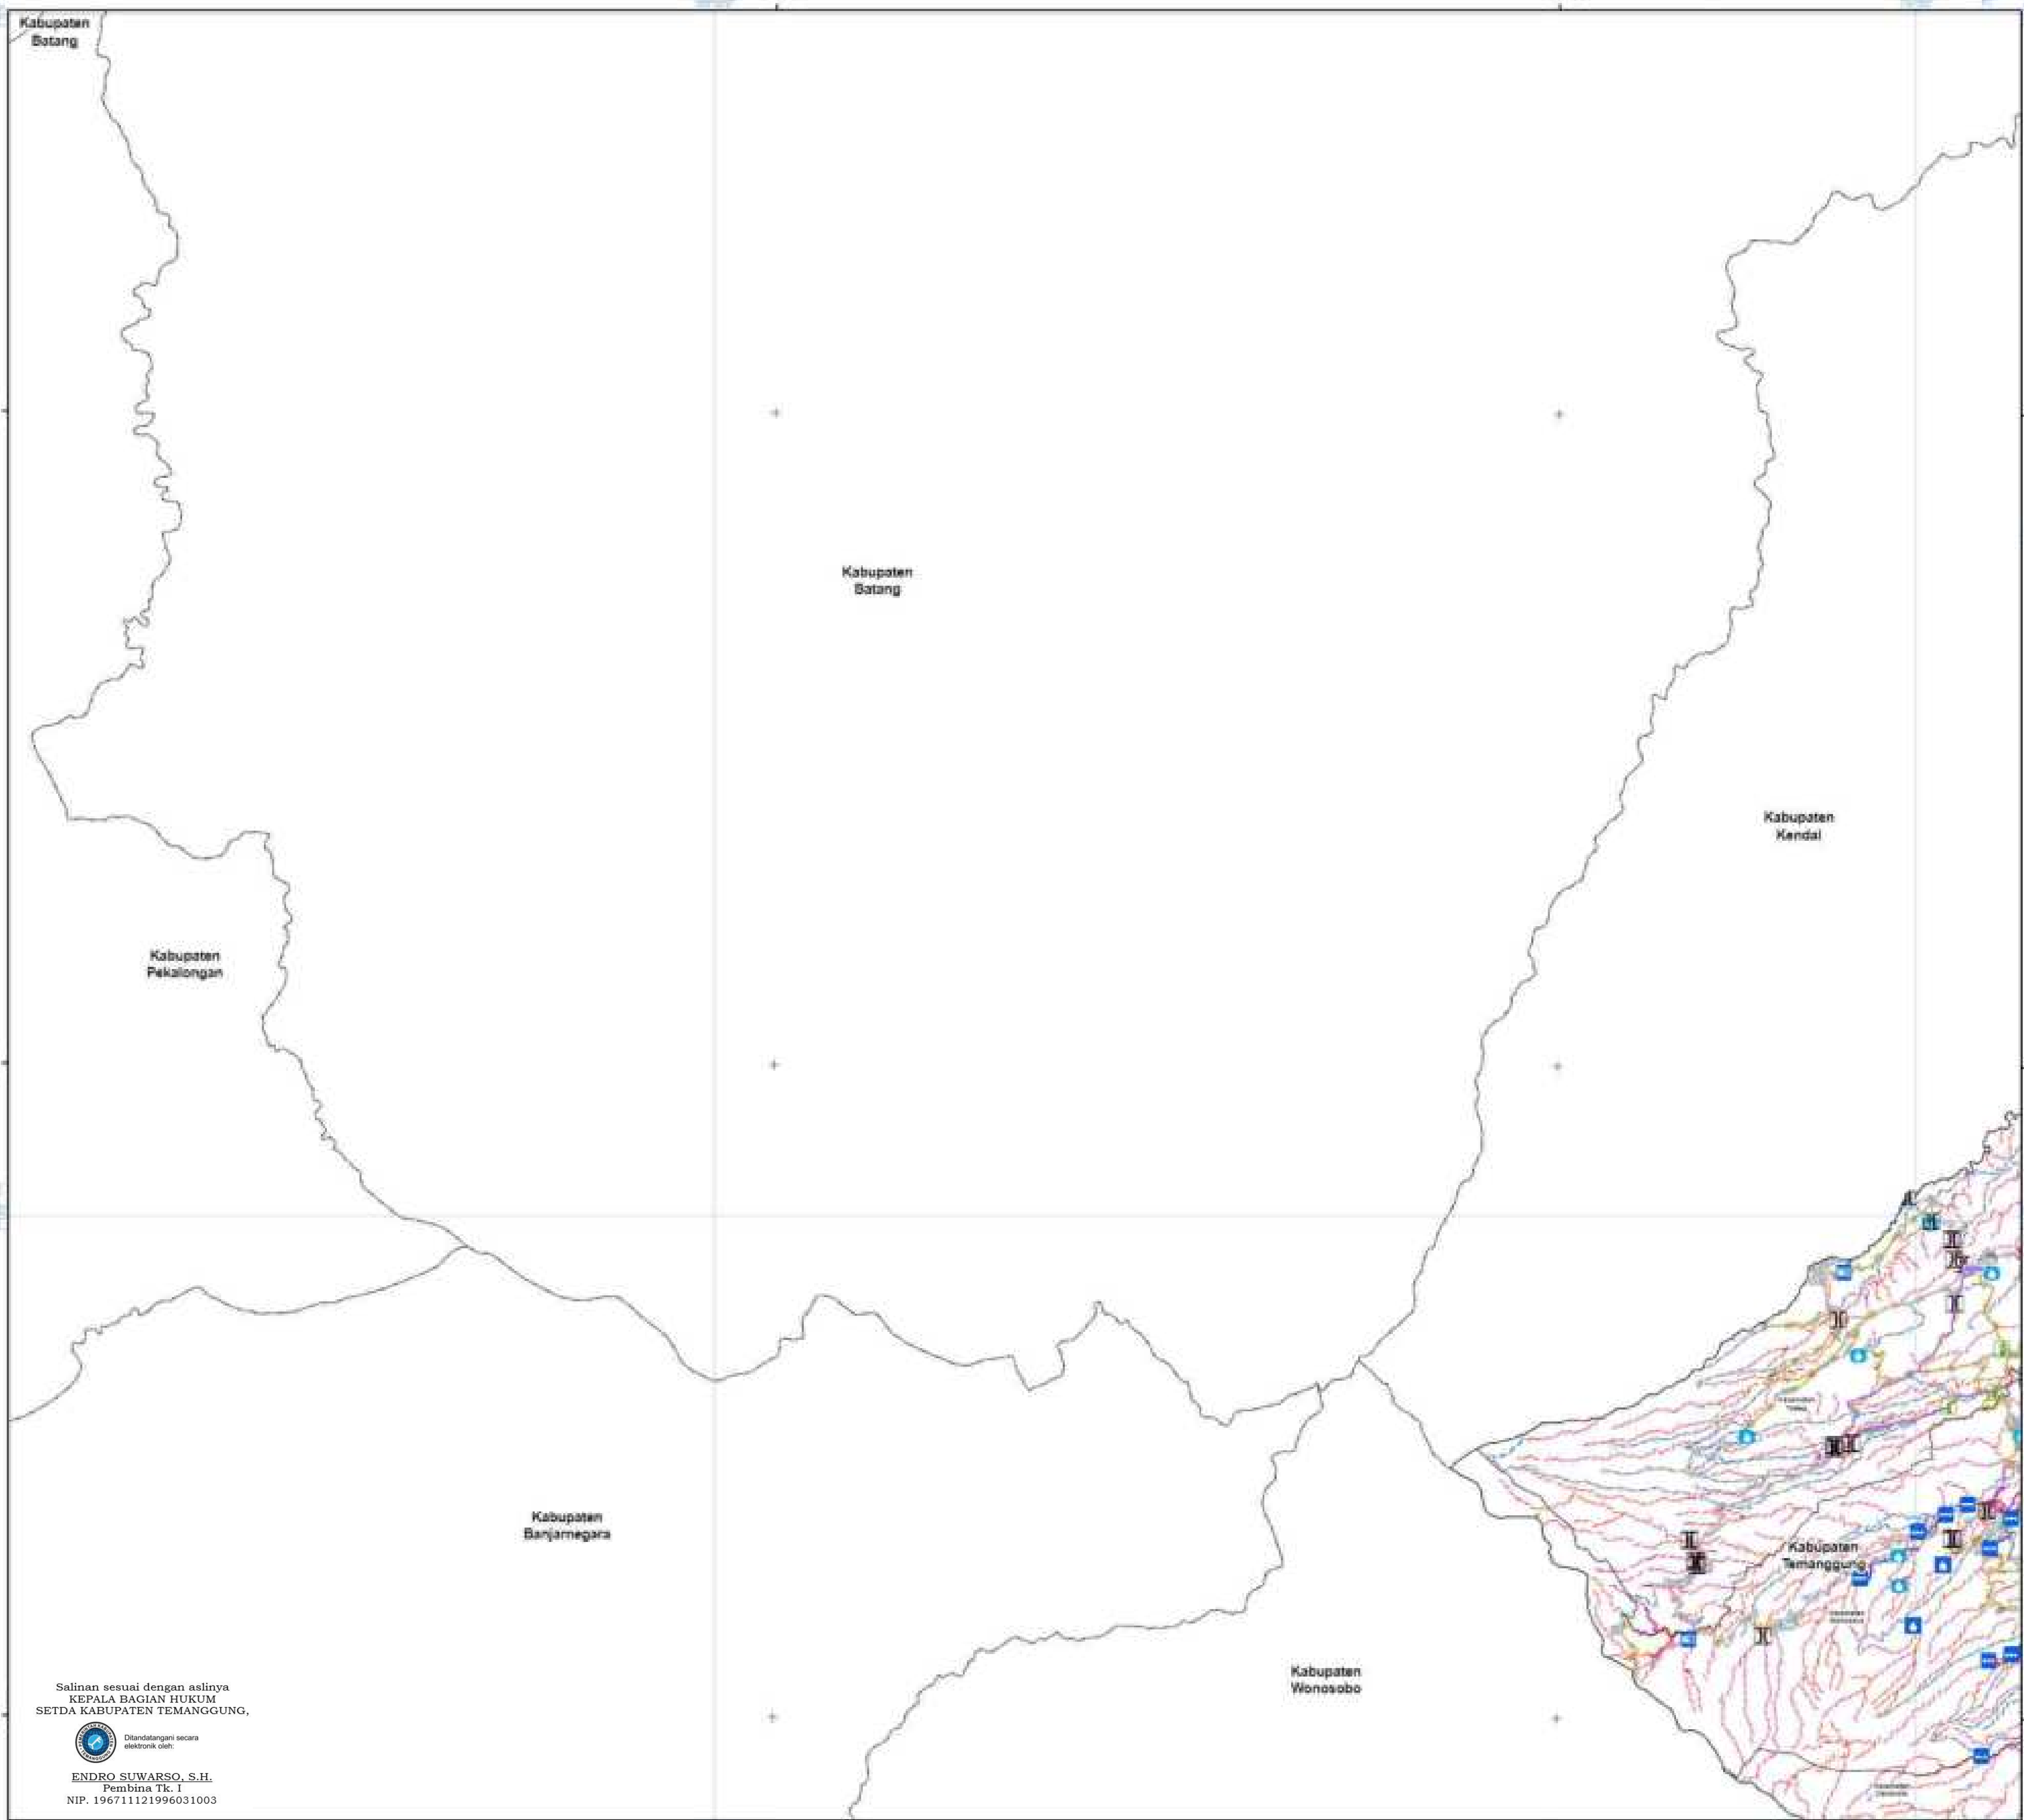 Kabupaten
Batang
Kabupaten
Batang
Kabupaten
Kendal
Kabupaten
Pekalongan
Kabupaten
Banjarnegara
Kabupaten
Temanggung
Kabupaten
Wonosobo
Salinan sesuai dengan aslinya
KEPALA BAGIAN HUKUM
SETDA KABUPATEN TEMANGGUNG,
Ditandatangani secara
elektronik oleh:
ENDRO SUWARSO, S.H.
Pembina Tk. I
NIP. 196711121996031003